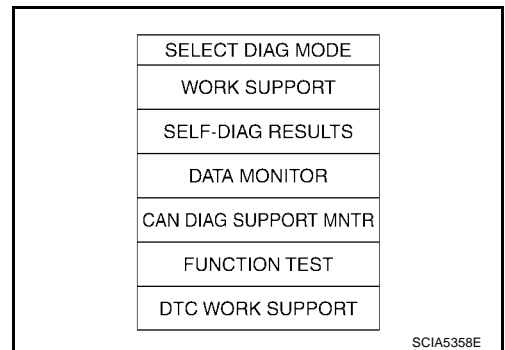 SELECT DIAG MODE
WORK SUPPORT
SELF-DIAG RESULTS
DATA MONITOR
CAN DIAG SUPPORT MNTR
FUNCTION TEST
DTC WORK SUPPORT
SCIA5358E